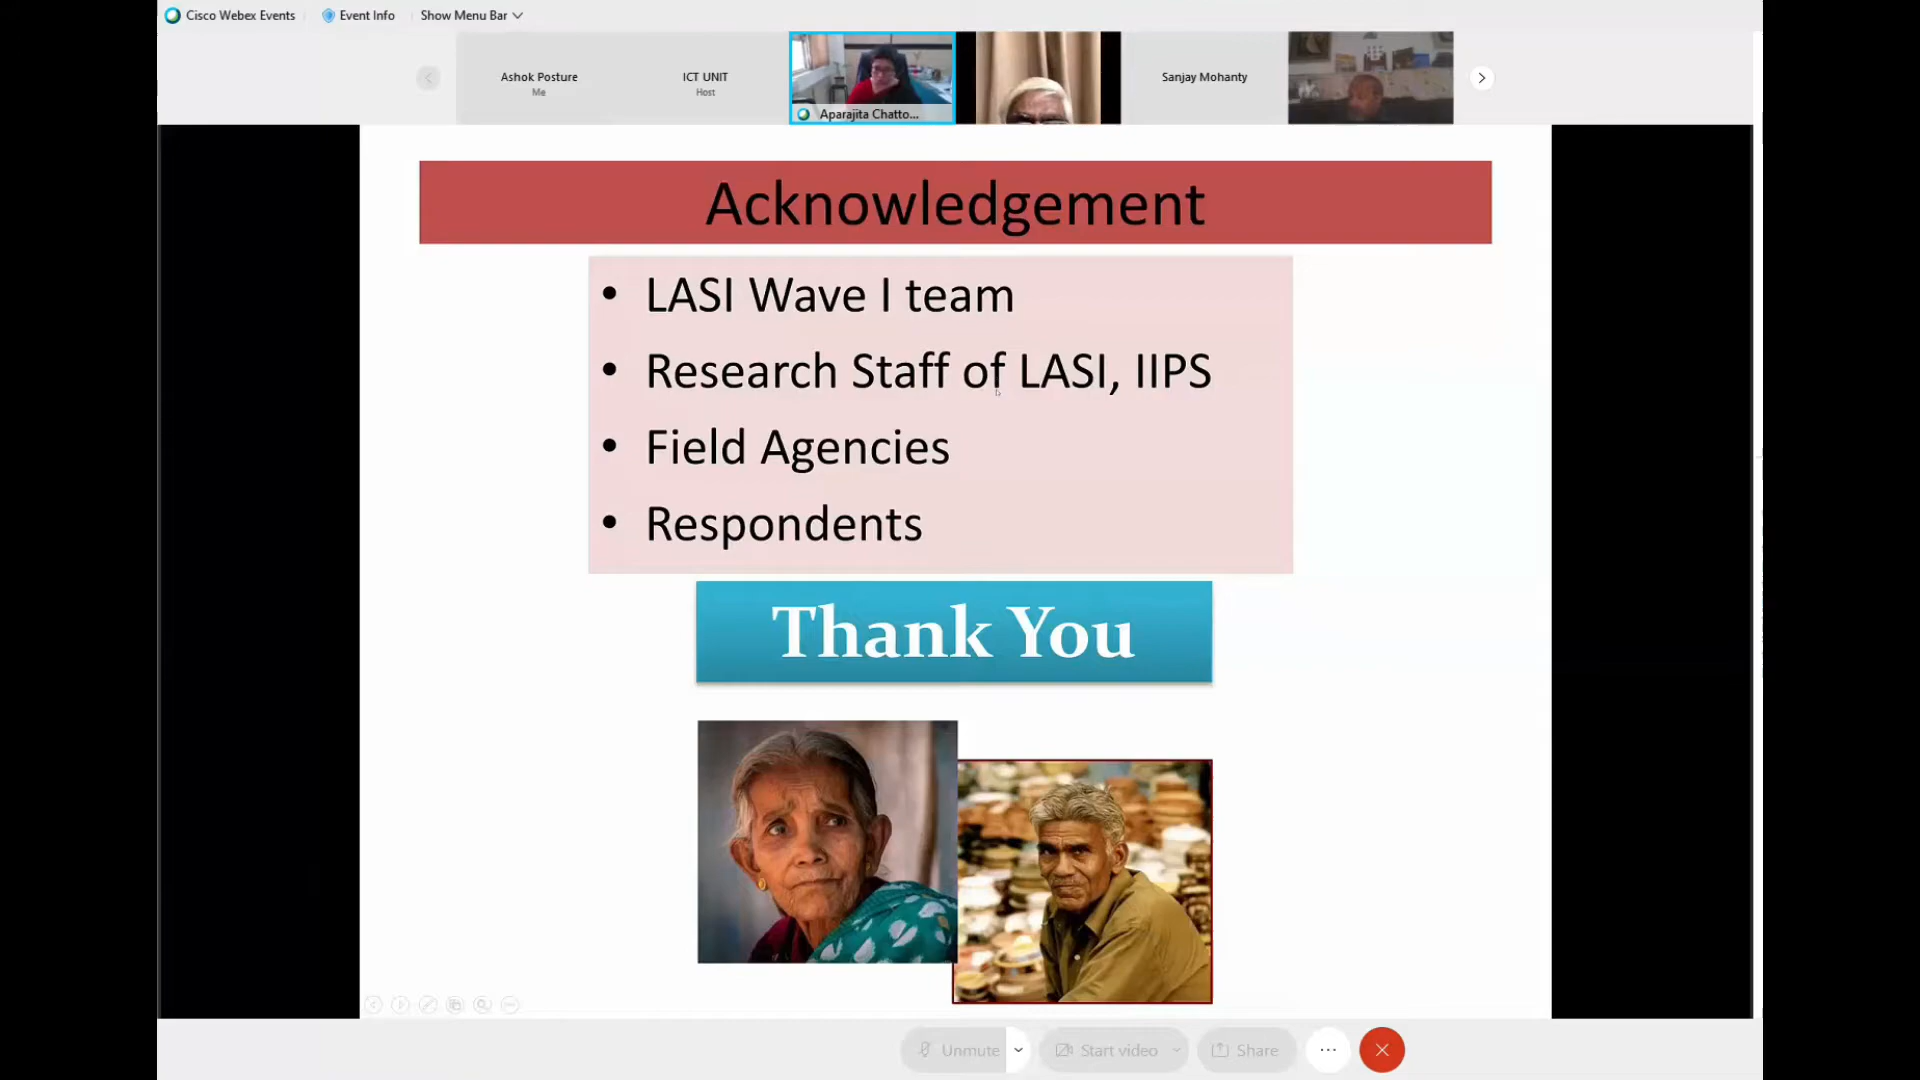 Cisco Webex Events
Event Info
Show Menu Bar
Ashok Posture
Me
ICT UNIT
Host
Aparajita Chatto...
Sanjay Mohanty
Acknowledgement
• LASI Wave I team
• Research Staff of LASI, IIPS
• Field Agencies
• Respondents
Thank You
Unmute
Start video
Share